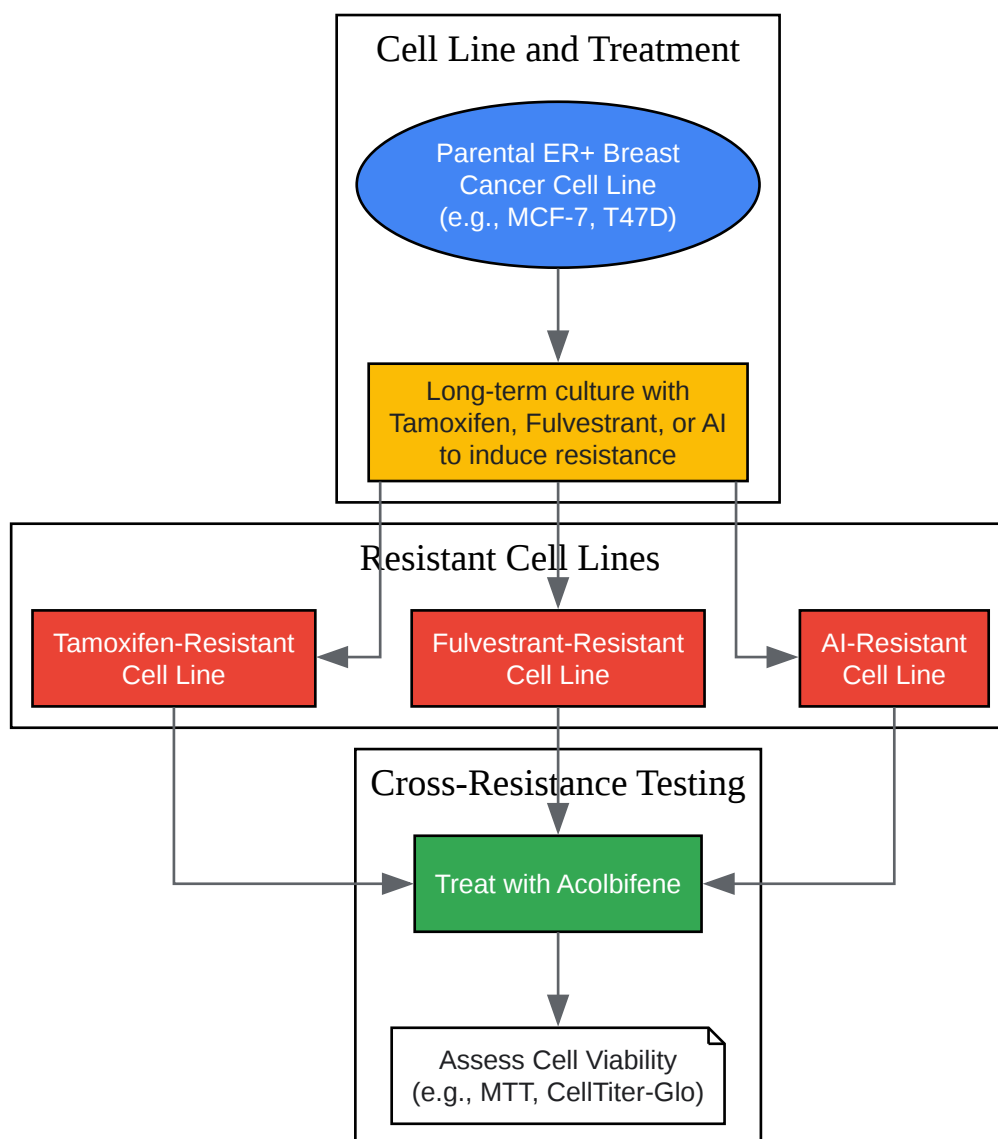 Cell Line and Treatment
Parental ER+ Breast
Cancer Cell Line
(e.g., MCF-7, T47D)
Long-term culture with
Tamoxifen, Fulvestrant, or AI
to induce resistance
Resistant Cell Lines
Tamoxifen-Resistant
Cell Line
Fulvestrant-Resistant
Cell Line
AI-Resistant
Cell Line
Cross-Resistance Testing
Treat with Acolbifene
Assess Cell Viability
(e.g., MTT, CellTiter-Glo)